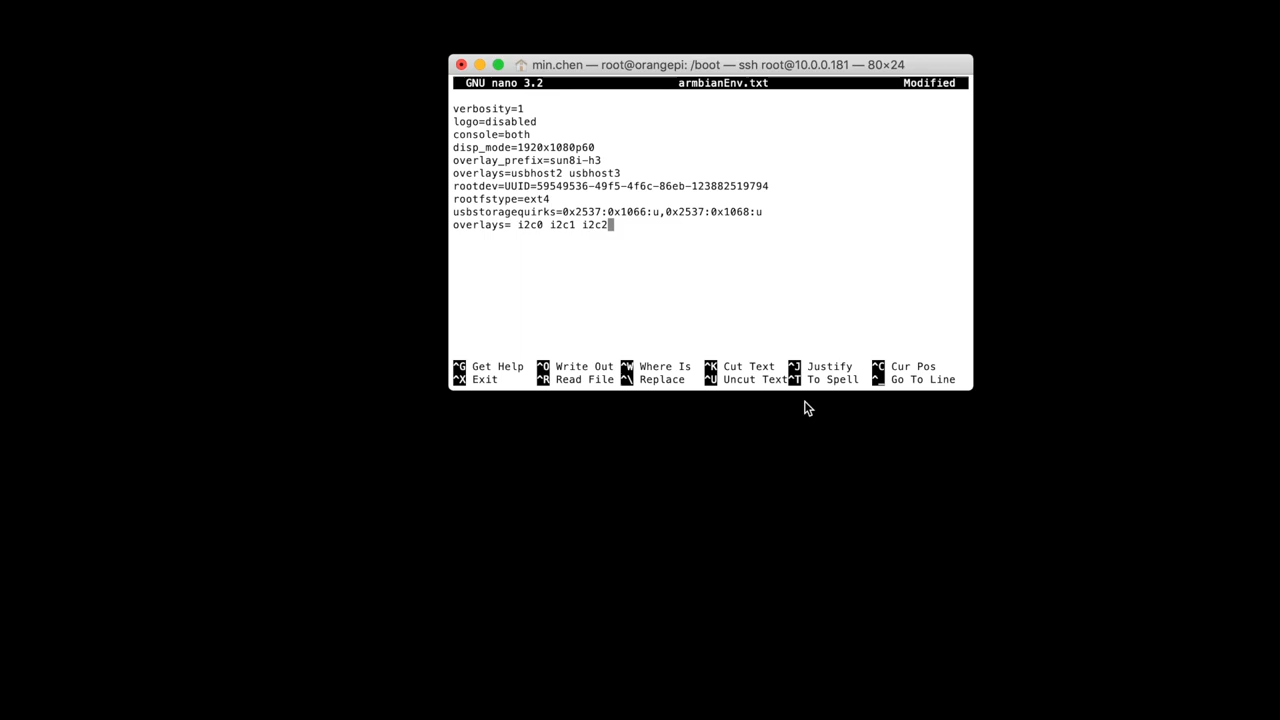 min.chen — root@orangepi: /boot — ssh root@10.0.0.181 — 80×24
GNU nano 3.2 armbianEnv.txt Modified
verbosity=1
logo=disabled
console=both
disp_mode=1920x1080p60
overlay_prefix=sun8i-h3
overlays=usbhost2 usbhost3
rootdev=UUID=59549536-49f5-4f6c-86eb-123882519794
rootfstype=ext4
usbstoragequirks=0x2537:0x1066:u,0x2537:0x1068:u
overlays= i2c0 i2c1 i2c2
^G Get Help ^O Write Out ^W Where Is ^K Cut Text ^J Justify ^C Cur Pos
^X Exit ^R Read File ^\ Replace ^U Uncut Text ^T To Spell ^_ Go To Line